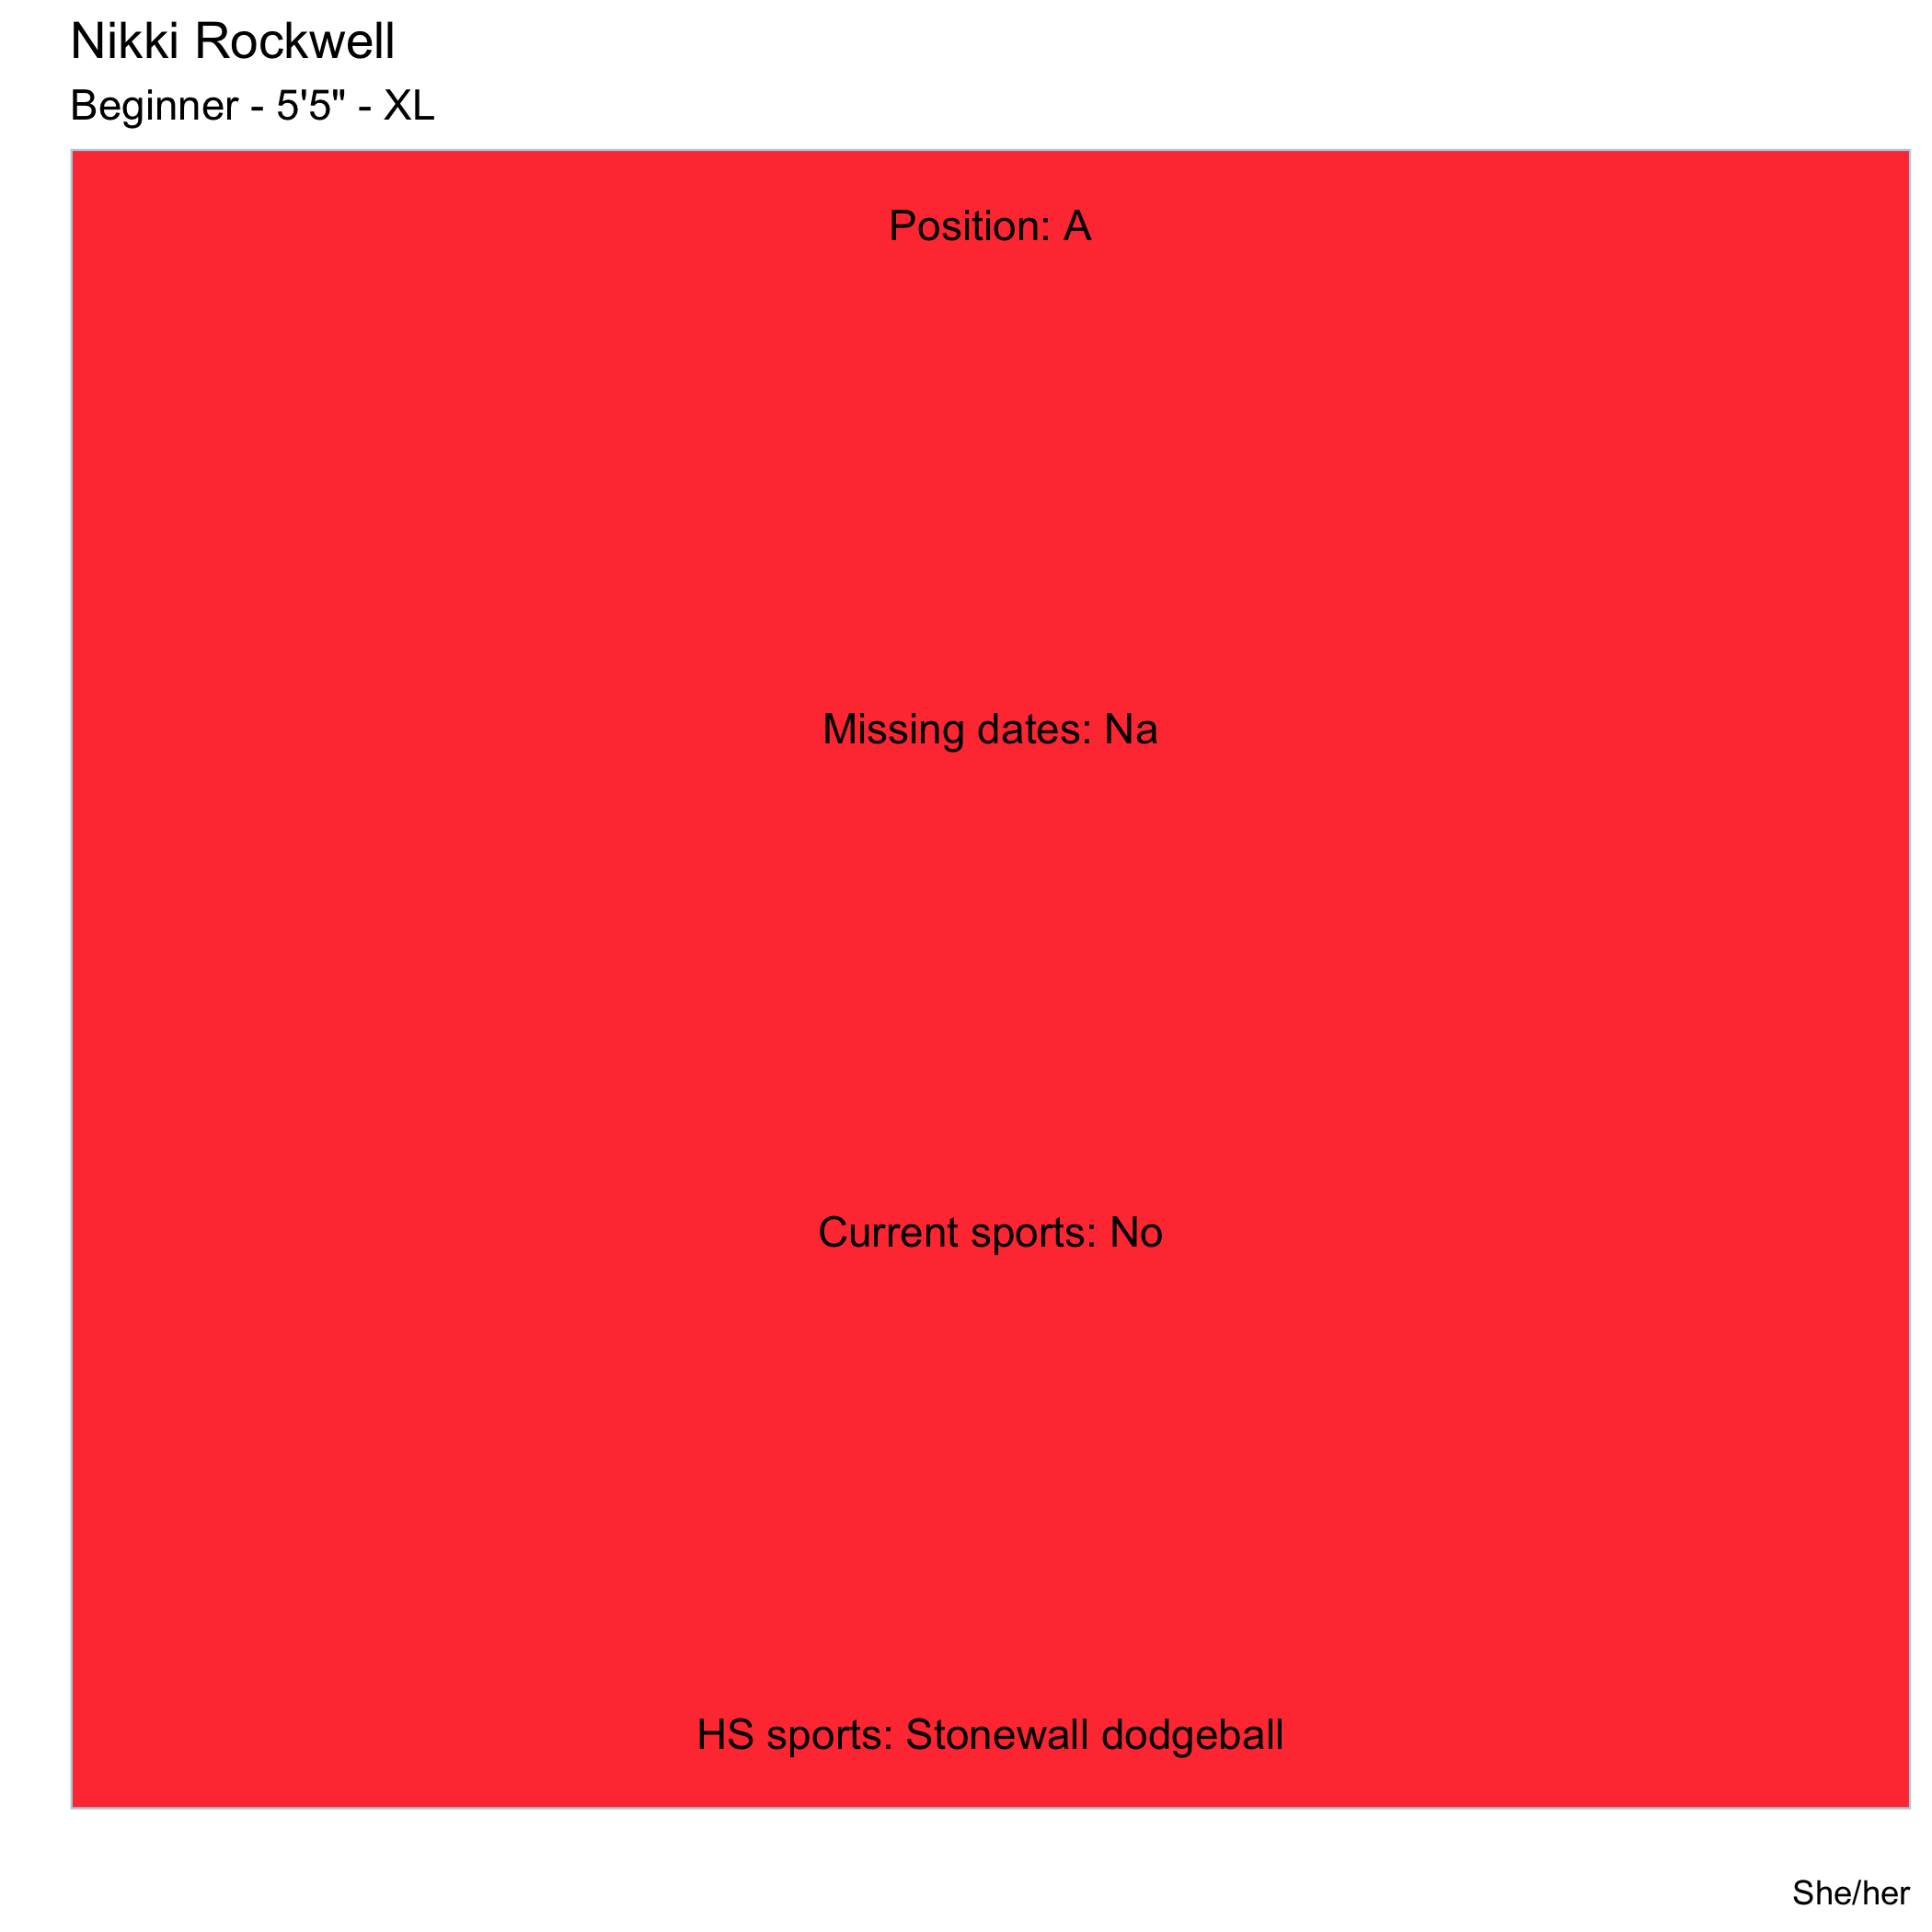 Nikki Rockwell
Beginner - 5'5" - XL
Position: A
Missing dates: Na
Current sports: No
HS sports: Stonewall dodgeball
She/her